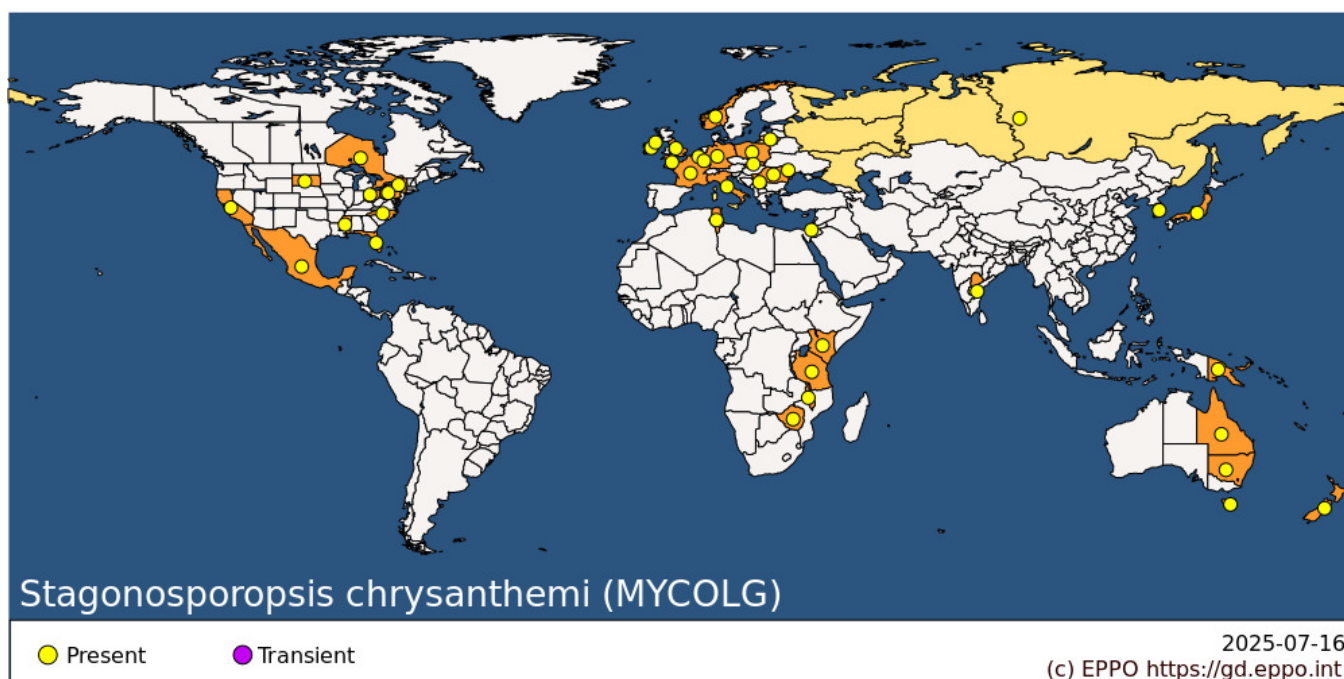 Stagonosporopsis chrysanthemi (MYCOLG)
Present
Transient
2025-07-16
(c) EPPO https://gd.eppo.int